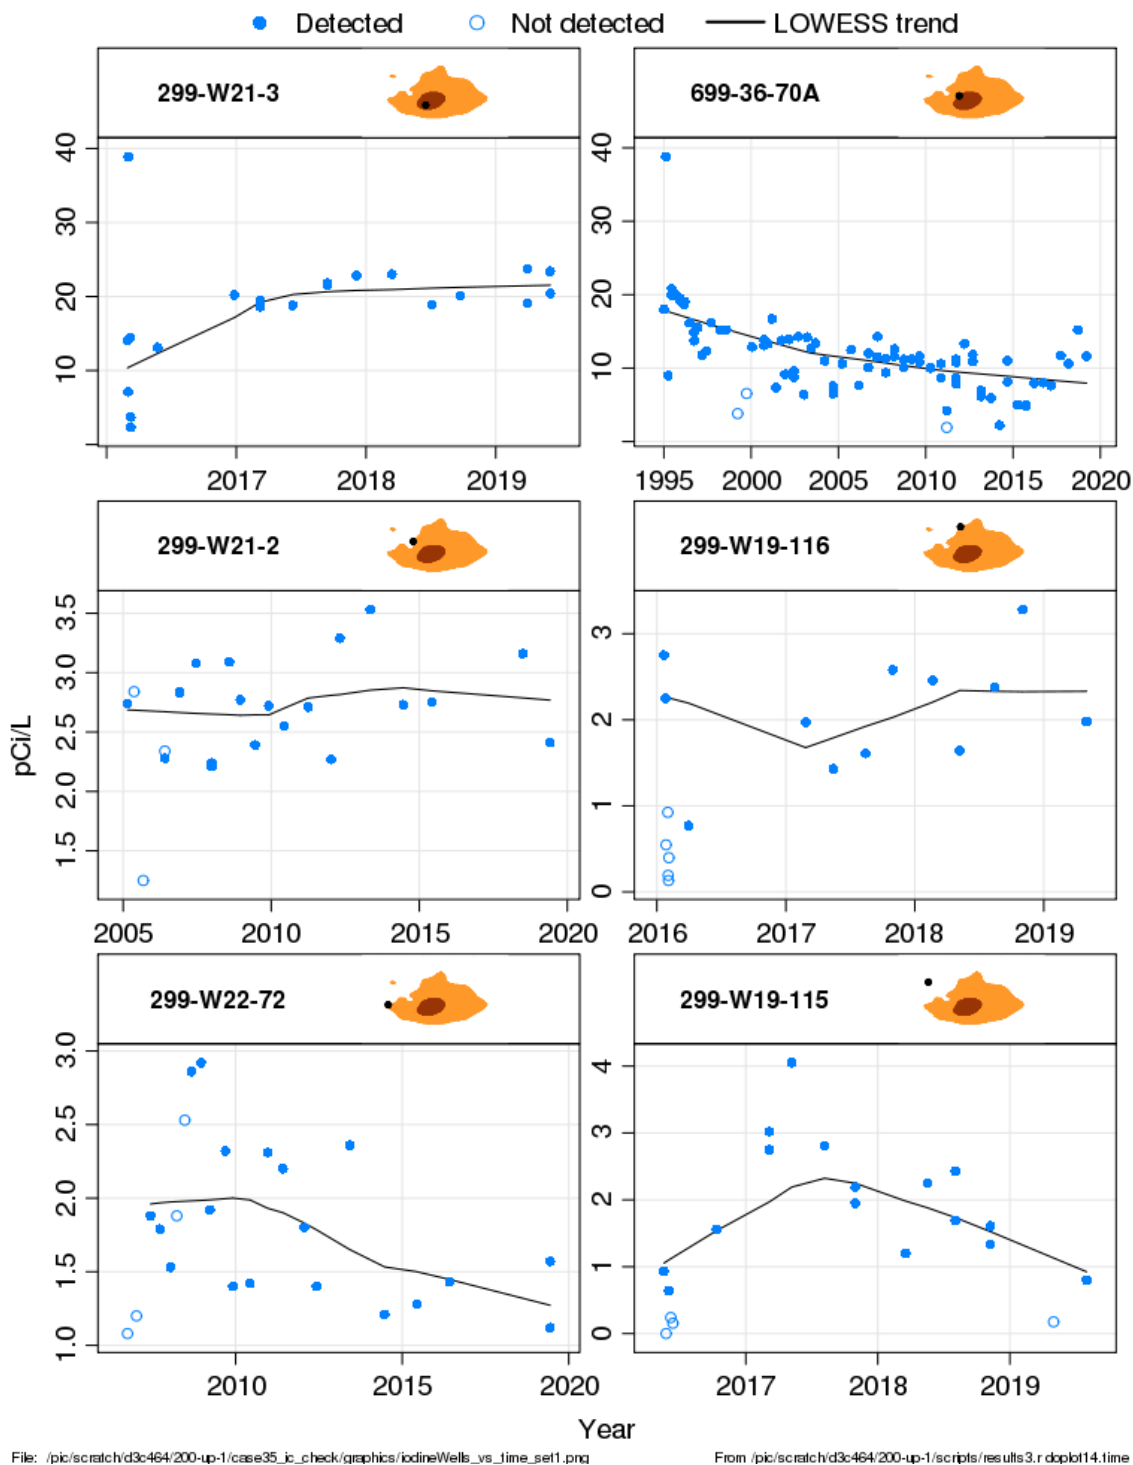 Detected Not detected LOWESS trend
299-W21-3 699-36-70A
40 40
30 30
20 20
10 10
2017 2018 2019 1995 2000 2005 2010 2015 2020
299-W21-2 299-W19-116
3.5
3.0 3
2.5 2
2.0 1
1.5 0
pCi/L
2005 2010 2015 2020 2016 2017 2018 2019
299-W22-72 299-W19-115
3.0 4
2.5 3
2.0 2
1.5 1
1.0 0
2010 2015 2020 2017 2018 2019
Year
File: /pic/scratch/d3c464/200-up-1/case35_ic_check/graphics/iodineWells_vs_time_set1.png From /pic/scratch/d3c464/200-up-1/scripts/results3.r doplot14.time